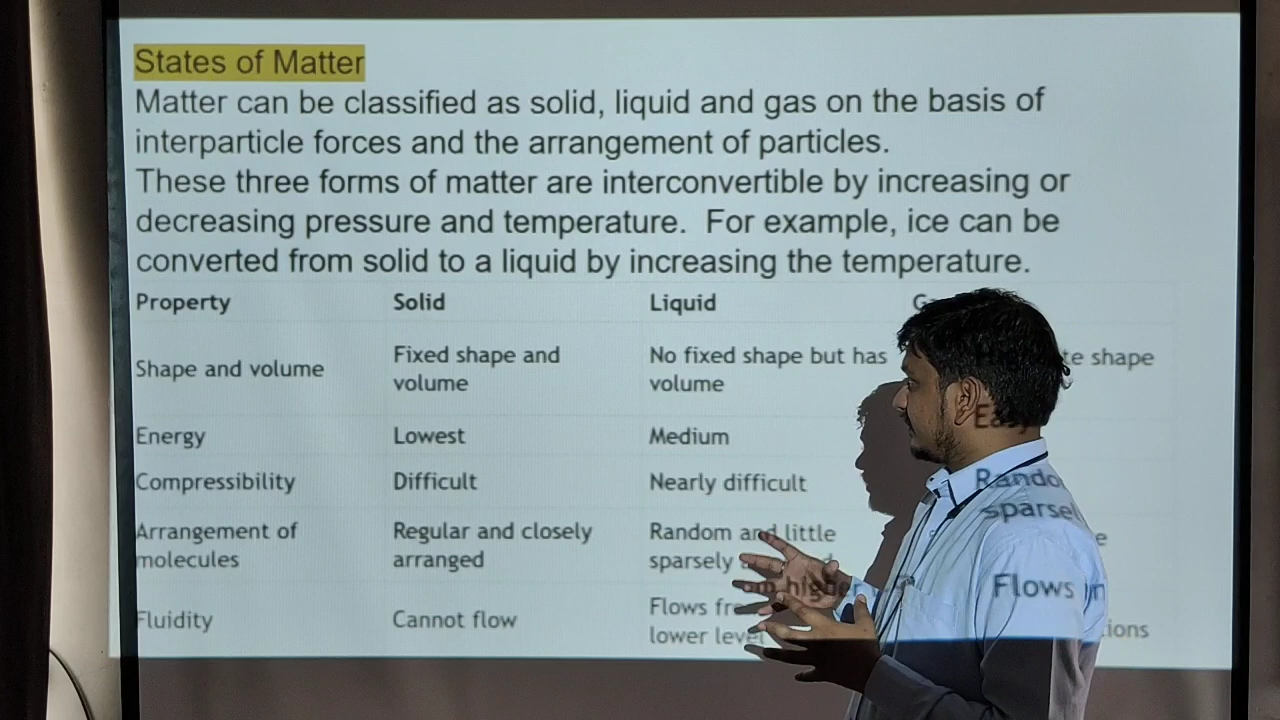 States of Matter
Matter can be classified as solid, liquid and gas on the basis of
interparticle forces and the arrangement of particles.
These three forms of matter are interconvertible by increasing or
decreasing pressure and temperature. For example, ice can be
converted from solid to a liquid by increasing the temperature.
Property Solid Liquid
Shape and volume
Fixed shape and
volume
No fixed shape but has
volume
shape
Energy Lowest Medium
Compressibility Difficult Nearly difficult
Arrangement of
molecules
Regular and closely
arranged
Random and little
sparsely
Fluidity Cannot flow
Flows higher
lower level
Flows in